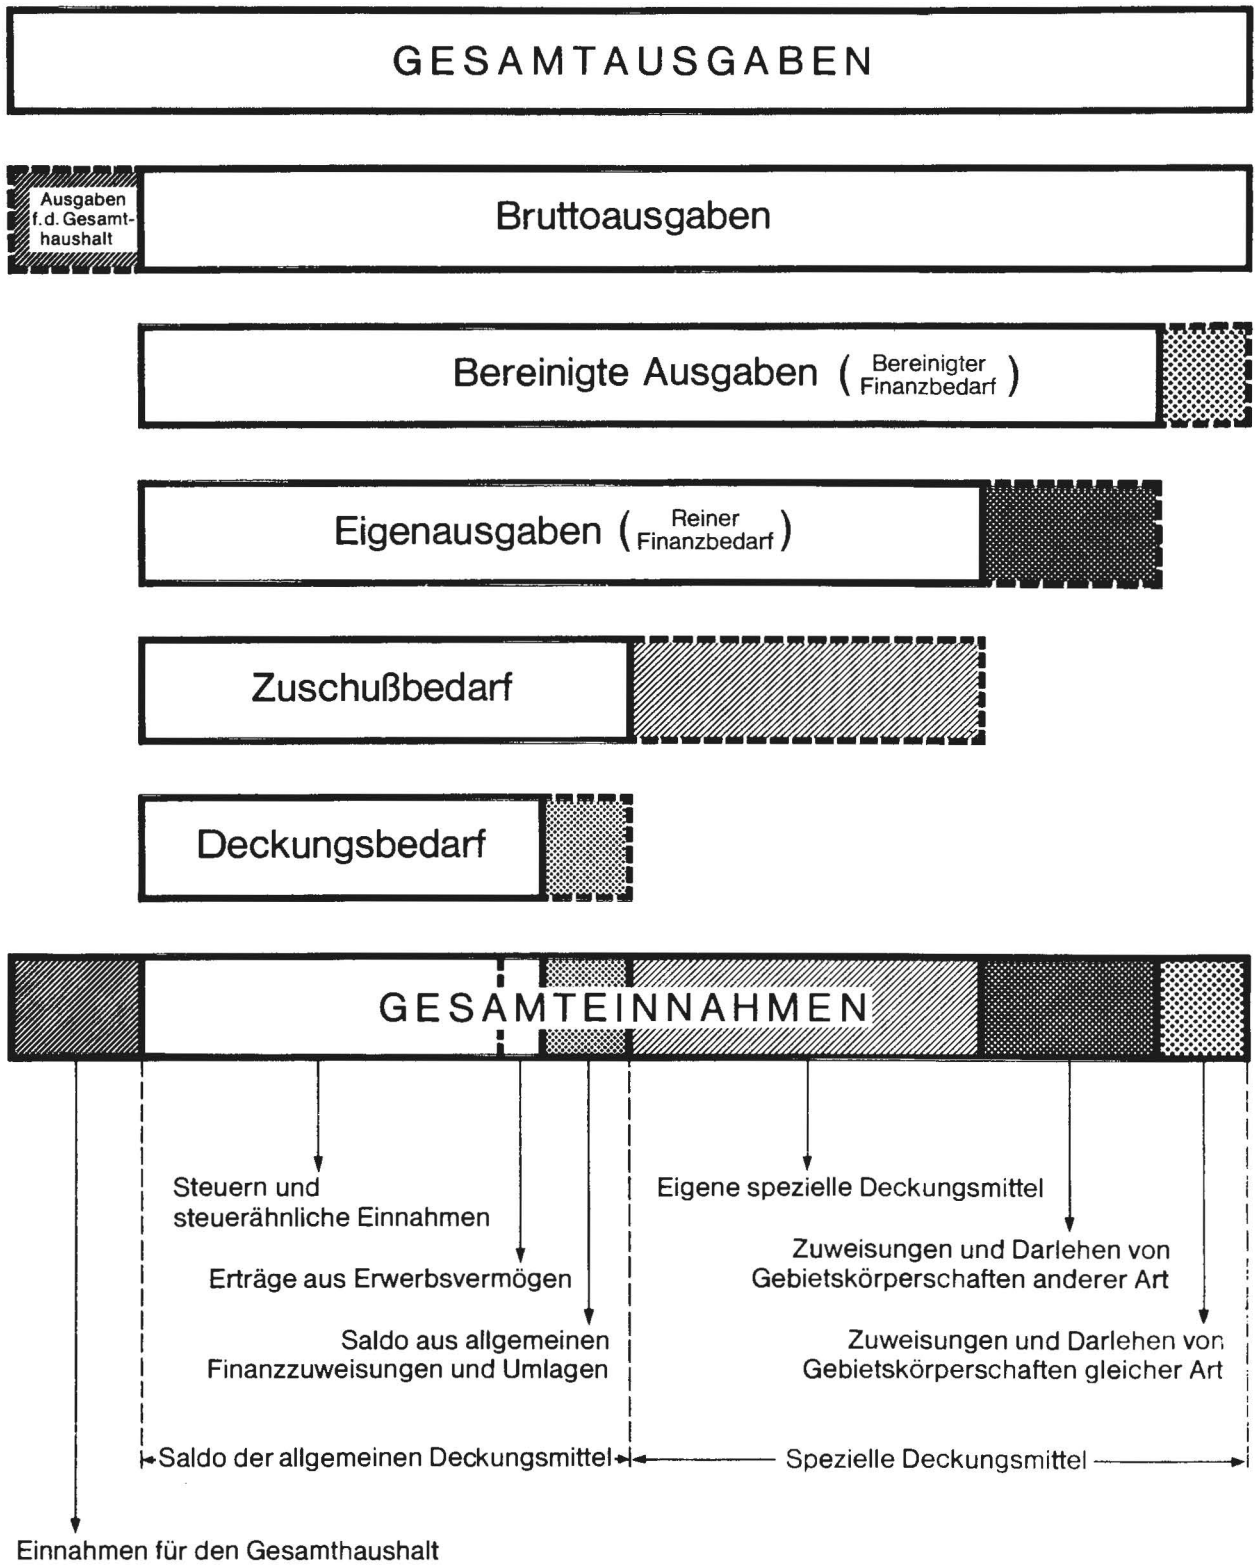 GESAMTAUSGABEN
Ausgaben
f.d. Gesamt-
haushalt
Bruttoausgaben
Bereinigte Ausgaben ( Bereinigter
Finanzbedarf )
Eigenausgaben ( Reiner
Finanzbedarf )
Zuschußbedarf
Deckungsbedarf
GESAMTEINNAHMEN
Steuern und
steuerähnliche Einnahmen
Eigene spezielle Deckungsmittel
Erträge aus Erwerbsvermögen
Zuweisungen und Darlehen von
Gebietskörperschaften anderer Art
Saldo aus allgemeinen
Finanzzuweisungen und Umlagen
Zuweisungen und Darlehen von
Gebietskörperschaften gleicher Art
Saldo der allgemeinen Deckungsmittel
Spezielle Deckungsmittel
Einnahmen für den Gesamthaushalt